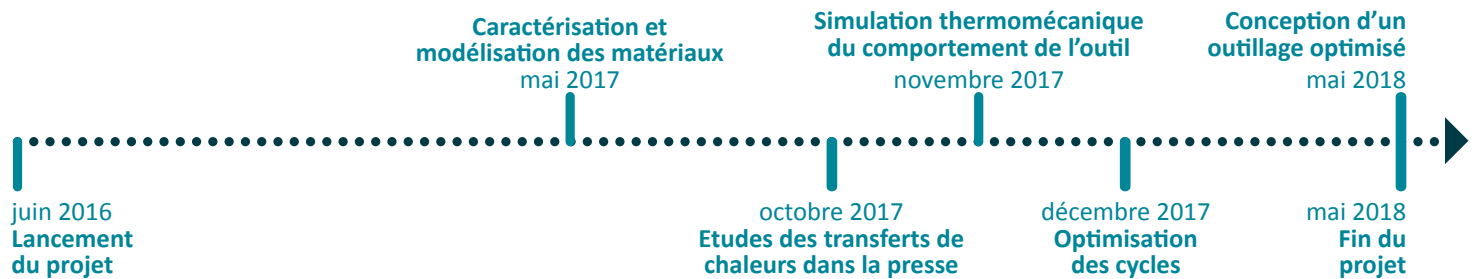 Caractérisation et
modélisation des matériaux
mai 2017
Simulation thermomécanique
du comportement de l’outil
novembre 2017
Conception d’un
outillage optimisé
mai 2018
juin 2016
Lancement
du projet
octobre 2017
Etudes des transferts de
chaleurs dans la presse
décembre 2017
Optimisation
des cycles
mai 2018
Fin du
projet